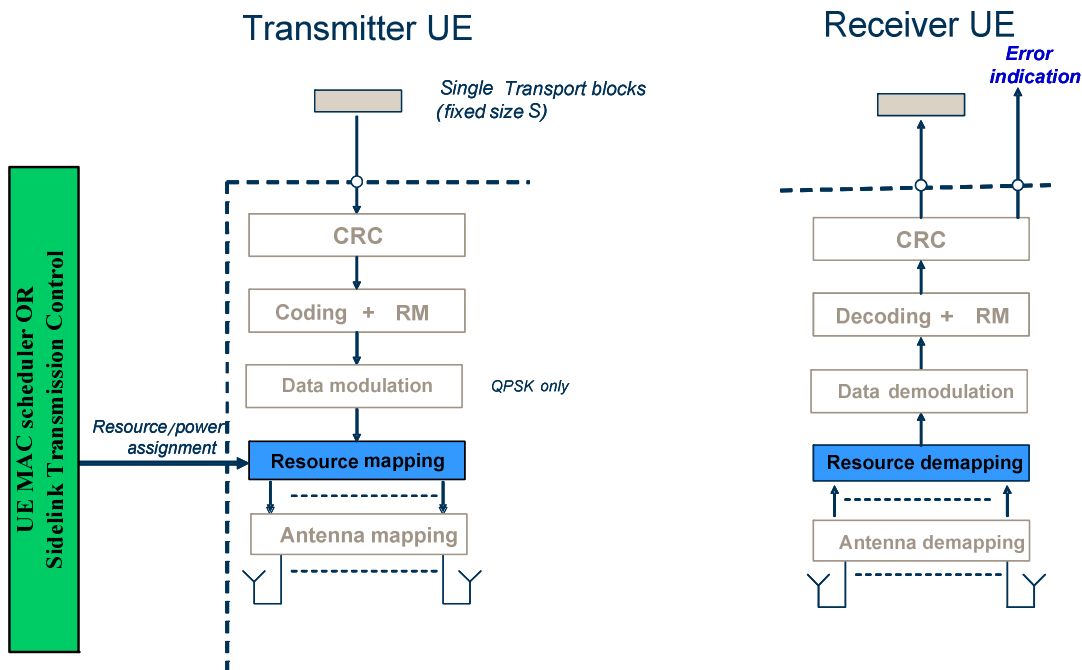 Transmitter UE
Receiver UE
Error
indication
Single Transport blocks
(fixed size S)
UE MAC scheduler OR
Sidelink Transmission Control
CRC
CRC
Coding + RM
Decoding + RM
Data modulation
QPSK only
Data demodulation
Resource/power
assignment
Resource mapping
Resource demapping
Antenna mapping
Antenna demapping